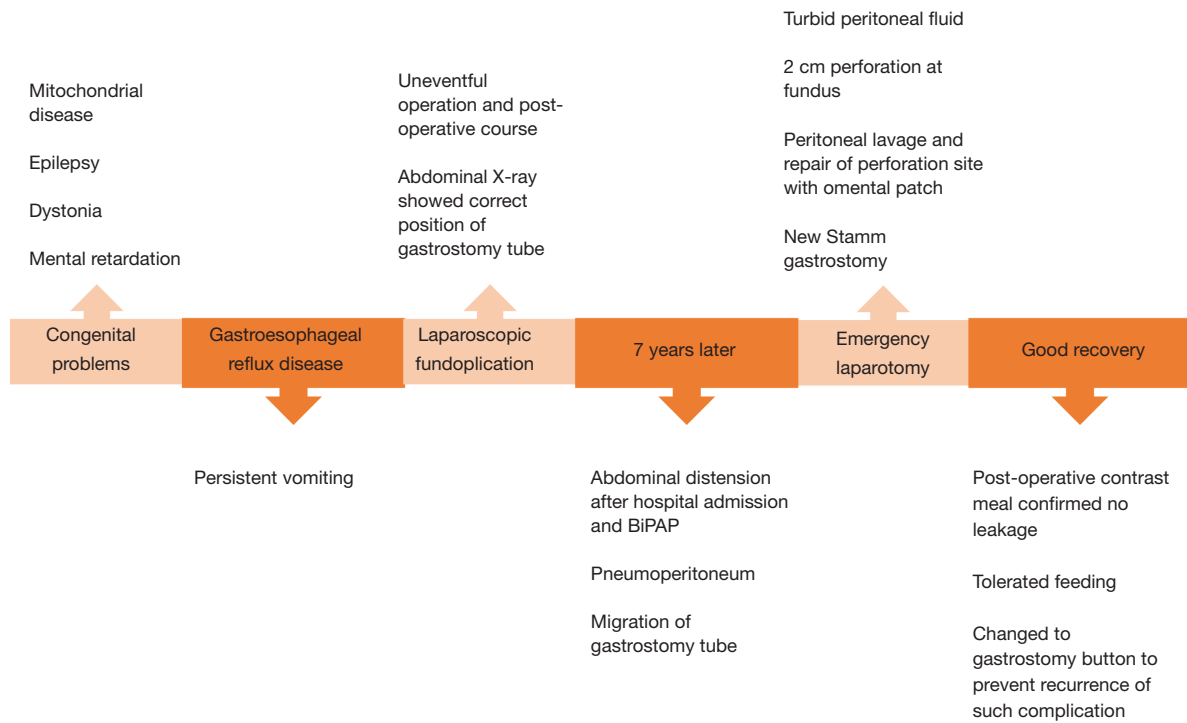 Mitochondrial
disease
Epilepsy
Dystonia
Mental retardation
Congenital
problems
Gastroesophageal
reflux disease
Persistent vomiting
Uneventful
operation and post-
operative course
Abdominal X-ray
showed correct
position of
gastrostomy tube
Laparoscopic
fundoplication
7 years later
Abdominal distension
after hospital admission
and BiPAP
Pneumoperitoneum
Migration of
gastrostomy tube
Turbid peritoneal fluid
2 cm perforation at
fundus
Peritoneal lavage and
repair of perforation site
with omental patch
New Stamm
gastrostomy
Emergency
laparotomy
Good recovery
Post-operative contrast
meal confirmed no
leakage
Tolerated feeding
Changed to
gastrostomy button to
prevent recurrence of
such complication